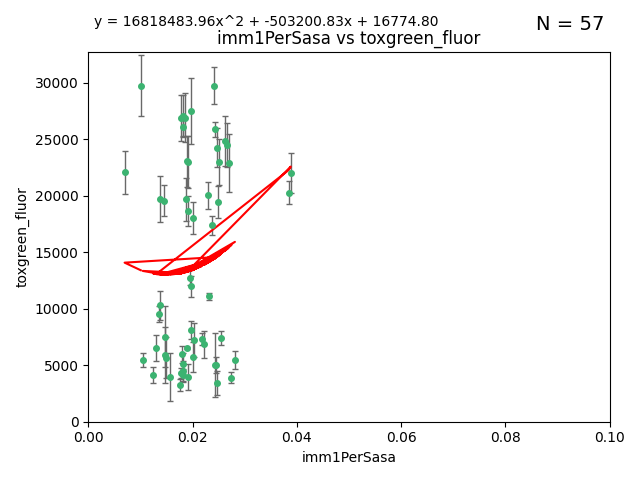 y = 16818483.96x^2 + -503200.83x + 16774.80
N = 57
imm1PerSasa vs toxgreen_fluor
toxgreen_fluor
30000
25000
20000
15000
10000
5000
0
0.00 0.02 0.04 0.06 0.08 0.10
imm1PerSasa